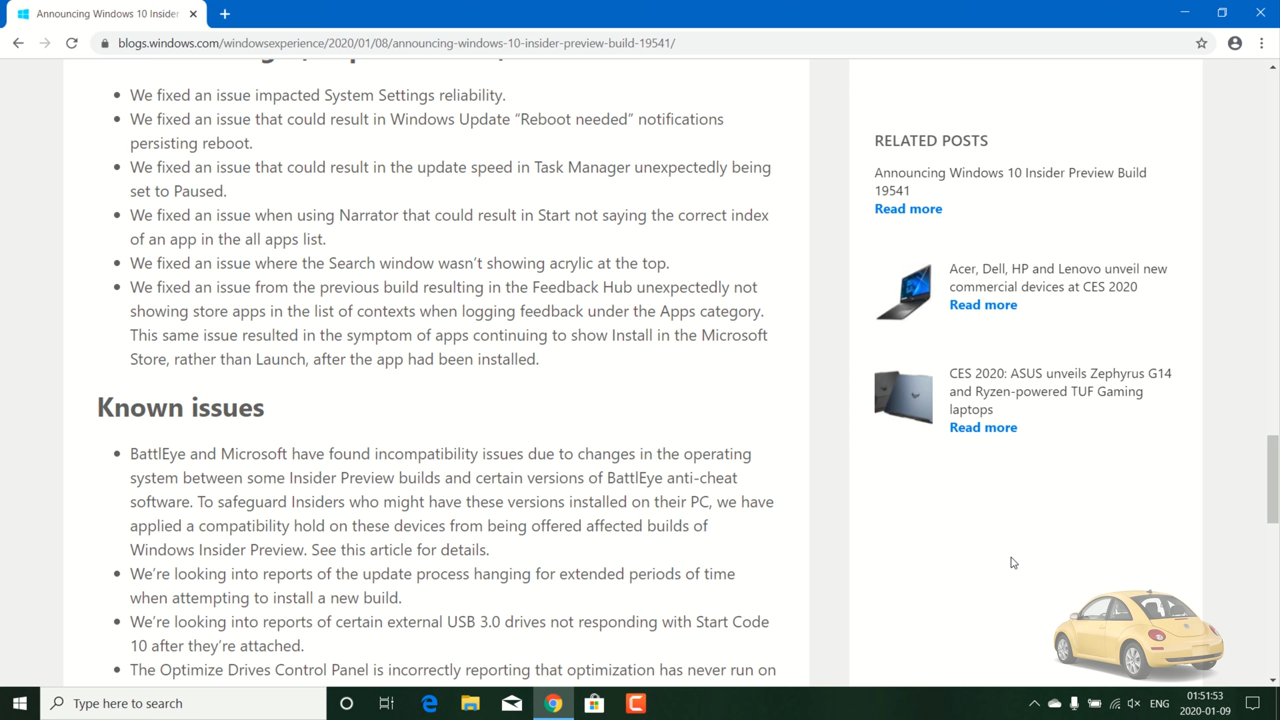 Announcing Windows 10 Insider
blogs.windows.com/windowsexperience/2020/01/08/announcing-windows-10-insider-preview-build-19541/
We fixed an issue impacted System Settings reliability.
We fixed an issue that could result in Windows Update “Reboot needed” notifications
persisting reboot.
We fixed an issue that could result in the update speed in Task Manager unexpectedly being
set to Paused.
We fixed an issue when using Narrator that could result in Start not saying the correct index
of an app in the all apps list.
We fixed an issue where the Search window wasn’t showing acrylic at the top.
We fixed an issue from the previous build resulting in the Feedback Hub unexpectedly not
showing store apps in the list of contexts when logging feedback under the Apps category.
This same issue resulted in the symptom of apps continuing to show Install in the Microsoft
Store, rather than Launch, after the app had been installed.
Known issues
BattlEye and Microsoft have found incompatibility issues due to changes in the operating
system between some Insider Preview builds and certain versions of BattlEye anti-cheat
software. To safeguard Insiders who might have these versions installed on their PC, we have
applied a compatibility hold on these devices from being offered affected builds of
Windows Insider Preview. See this article for details.
We’re looking into reports of the update process hanging for extended periods of time
when attempting to install a new build.
We’re looking into reports of certain external USB 3.0 drives not responding with Start Code
10 after they’re attached.
The Optimize Drives Control Panel is incorrectly reporting that optimization has never run on
RELATED POSTS
Announcing Windows 10 Insider Preview Build
19541
Read more
Acer, Dell, HP and Lenovo unveil new
commercial devices at CES 2020
Read more
CES 2020: ASUS unveils Zephyrus G14
and Ryzen-powered TUF Gaming
laptops
Read more
Type here to search
ENG
01:51:53
2020-01-09